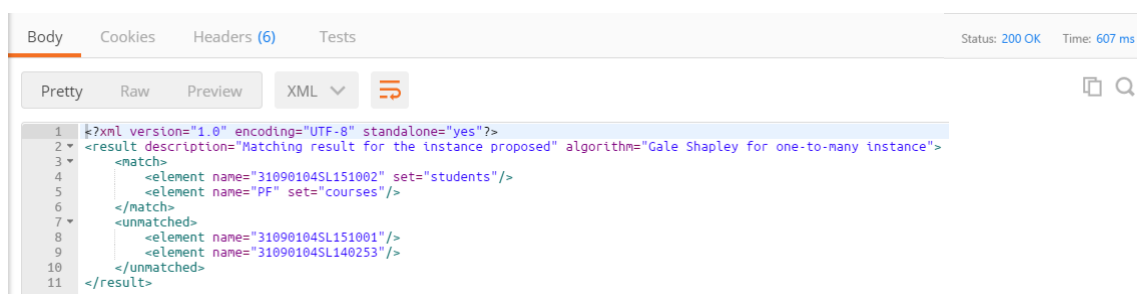 Body Cookies Headers (6) Tests Status: 200 OK Time: 607 ms
Pretty Raw Preview XML
1 <?xml version="1.0" encoding="UTF-8" standalone="yes"?>
2 <result description="Matching result for the instance proposed" algorithm="Gale Shapley for one-to-many instance">
3 <match>
4 <element name="31090104SL151002" set="students"/>
5 <element name="PF" set="courses"/>
6 </match>
7 <unmatched>
8 <element name="31090104SL151001"/>
9 <element name="31090104SL140253"/>
10 </unmatched>
11 </result>